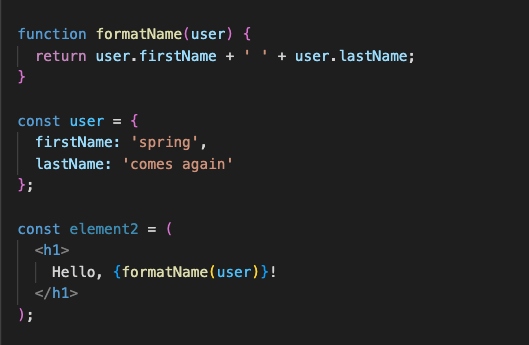 function formatName(user) {
  return user.firstName + ' ' + user.lastName;
}

const user = {
  firstName: 'spring',
  lastName: 'comes again'
};

const element2 = (
  <h1>
    Hello, {formatName(user)}!
  </h1>
);